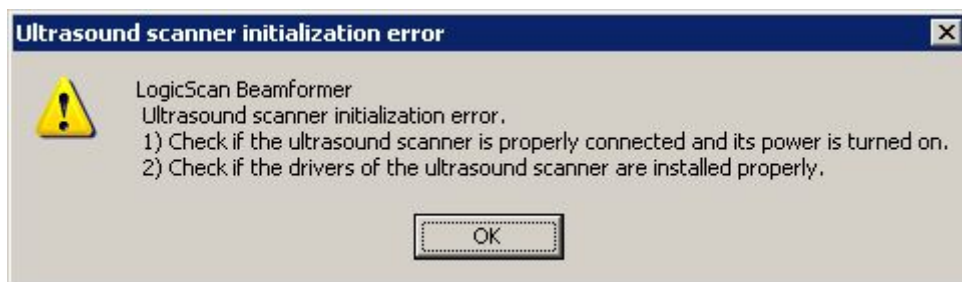 Ultrasound scanner initialization error
LogicScan Beamformer
Ultrasound scanner initialization error.
1) Check if the ultrasound scanner is properly connected and its power is turned on.
2) Check if the drivers of the ultrasound scanner are installed properly.
OK